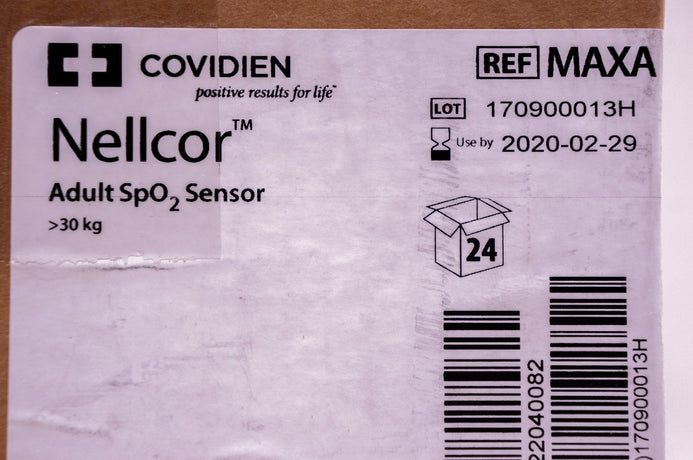 COVIDIEN
positive results for life™
Nellcor™
Adult SpO₂ Sensor
>30 kg
REF MAXA
LOT 170900013H
Use by 2020-02-29
24
22040082
)170900013H